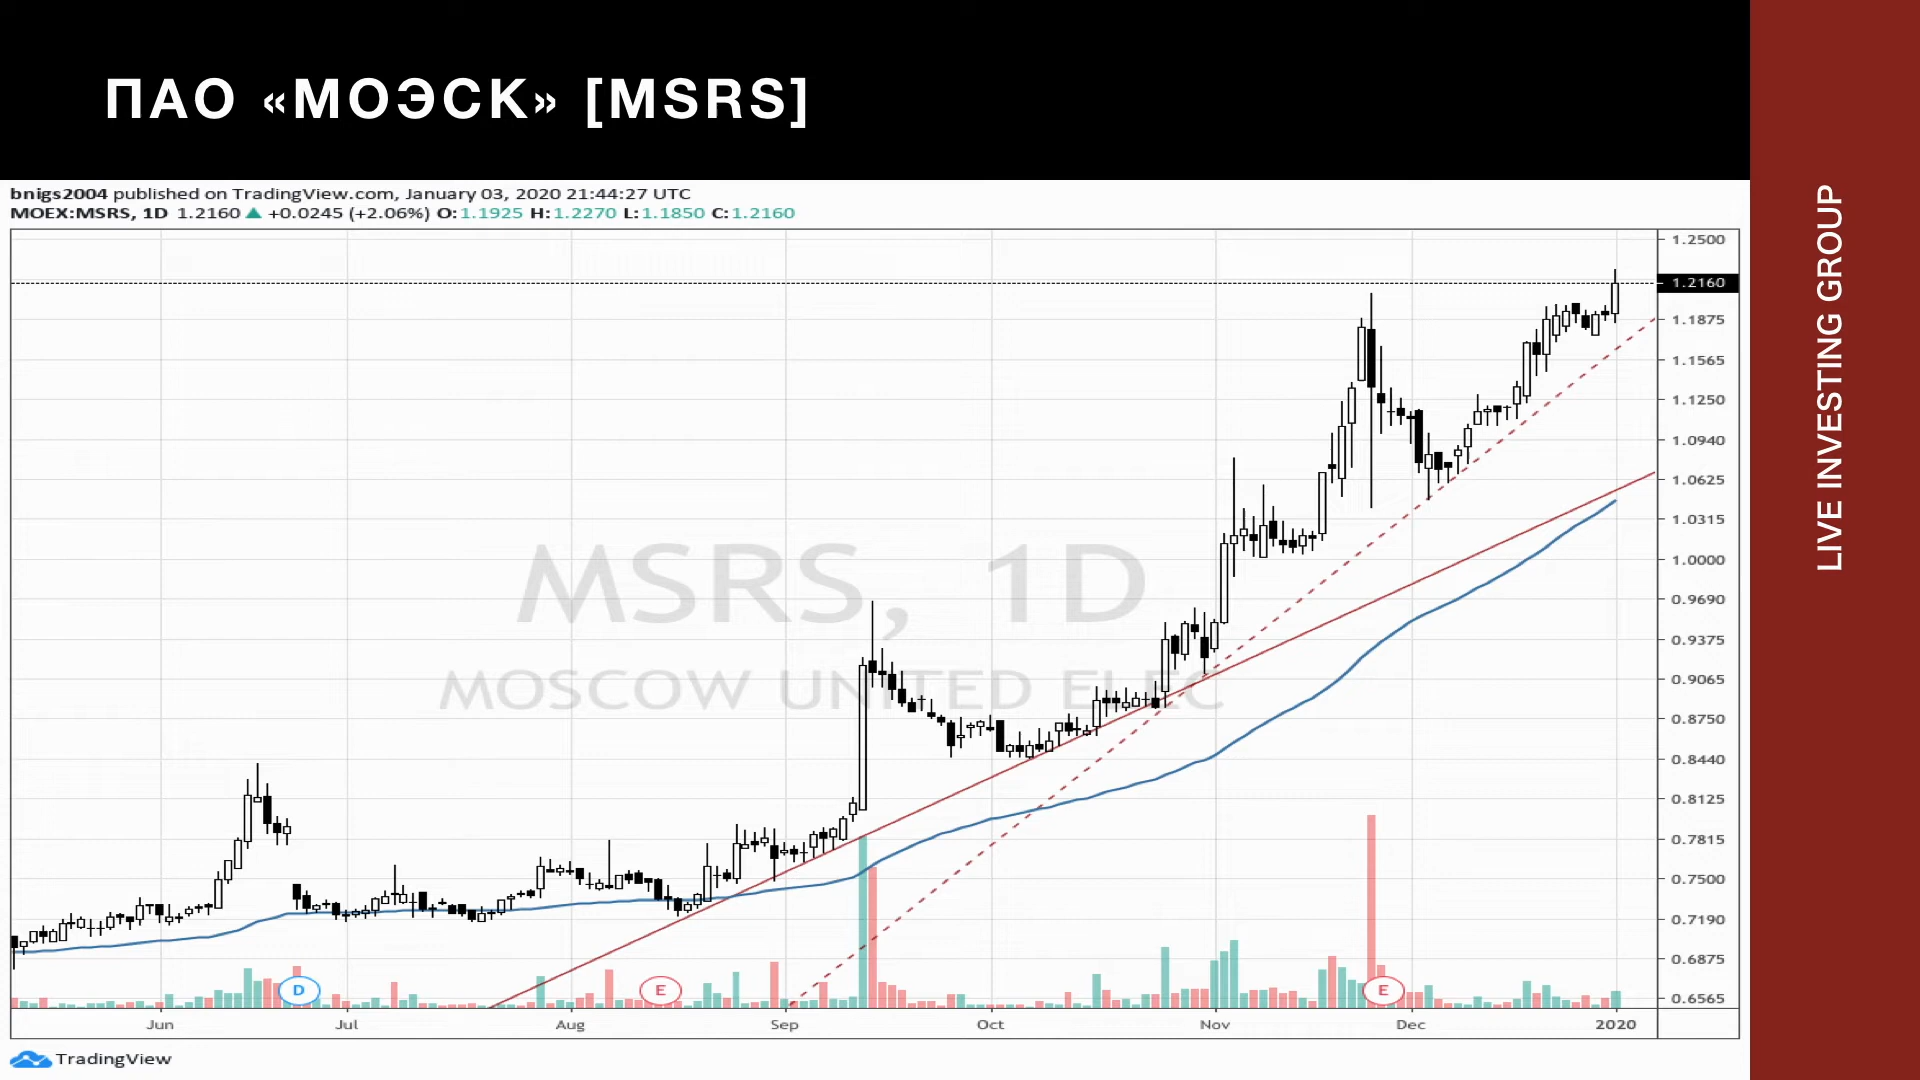 ПАО «МОЭСК» [MSRS]
bnigs2004 published on TradingView.com, January 03, 2020 21:44:27 UTC
MOEX:MSRS, 1D 1.2160 ▲ +0.0245 (+2.06%) O:1.1925 H:1.2270 L:1.1850 C:1.2160
1.2500
1.2160
1.1875
1.1565
1.1250
1.0940
1.0625
1.0315
1.0000
0.9690
0.9375
0.9065
0.8750
0.8440
0.8125
0.7815
0.7500
0.7190
0.6875
0.6565
MSRS, 1D
MOSCOW UNITED ELEC
D
E
E
Jun Jul Aug Sep Oct Nov Dec 2020
TradingView
LIVE INVESTING GROUP